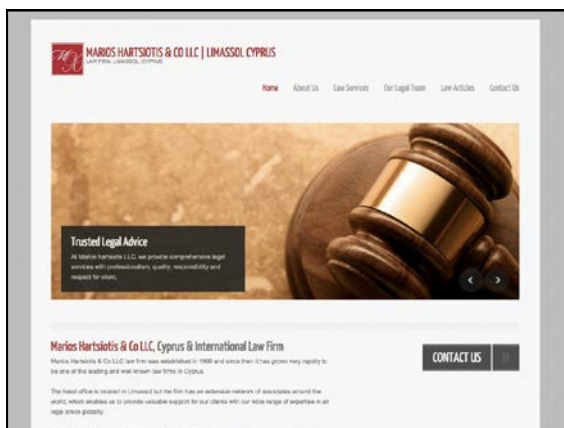 MARIOS HARTSIOTIS & CO LLC | LIMASSOL CYPRUS
LAW FIRM, LIMASSOL, CYPRUS
Home About Us Law Services Our Legal Team Law Articles Contact Us
Trusted Legal Advice
At Marios hartsiotis LLC, we provide comprehensive legal
services with professionalism, quality, responsibility and
respect for client.
Marios Hartsiotis & Co LLC, Cyprus & International Law Firm
CONTACT US
Marios Hartsiotis & Co LLC law firm was established in and since then it has grown very rapidly to
be one of the leading and well known law firms in Cyprus.
The head office is located in Limassol but the firm has an extensive network of associates around the
world, which enables us to provide valuable support for our clients with our wide range of expertise in all
legal areas globally.